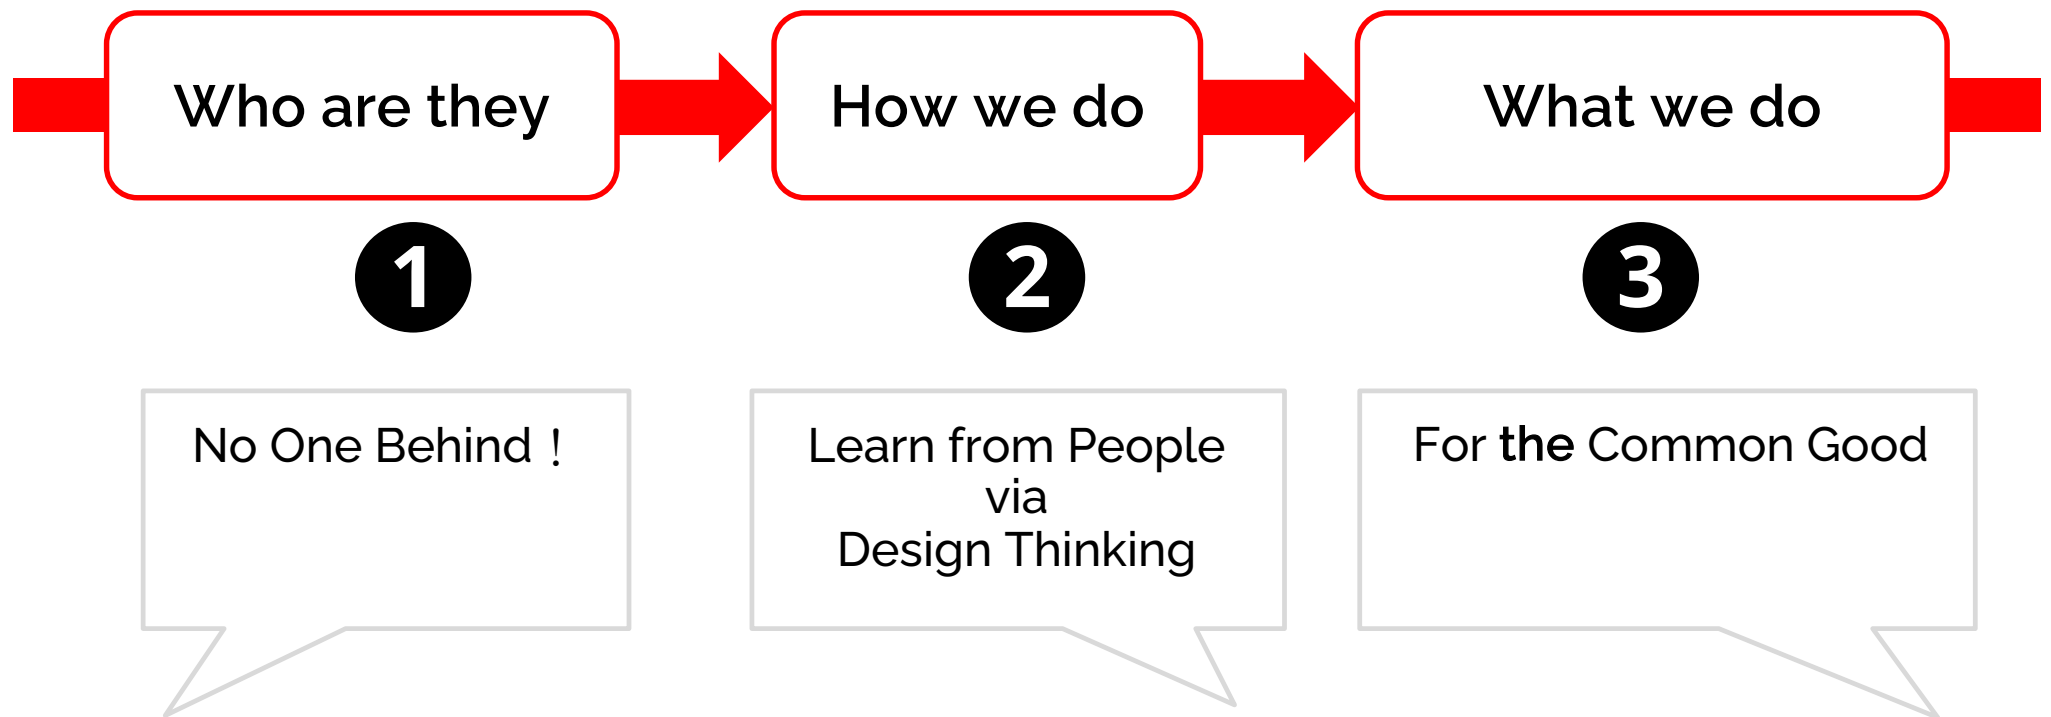 Who are they
How we do
What we do
1
2
3
No One Behind！
Learn from People
via
Design Thinking
For the Common Good